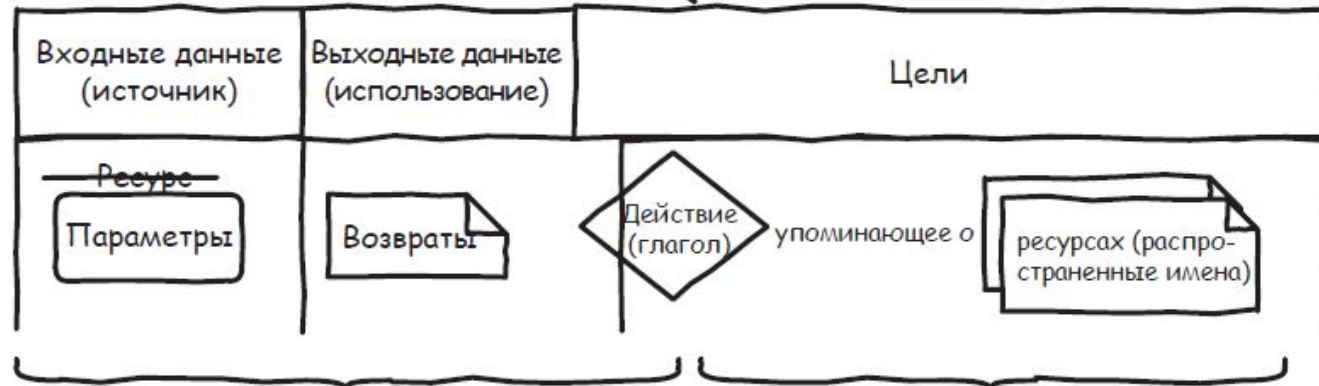 Входные данные
(источник)
Выходные данные
(использование)
Цели
Ресурс
Параметры
Возвраты
Действие
(глагол)
упоминающее о
ресурсах (распро-
страненные имена)